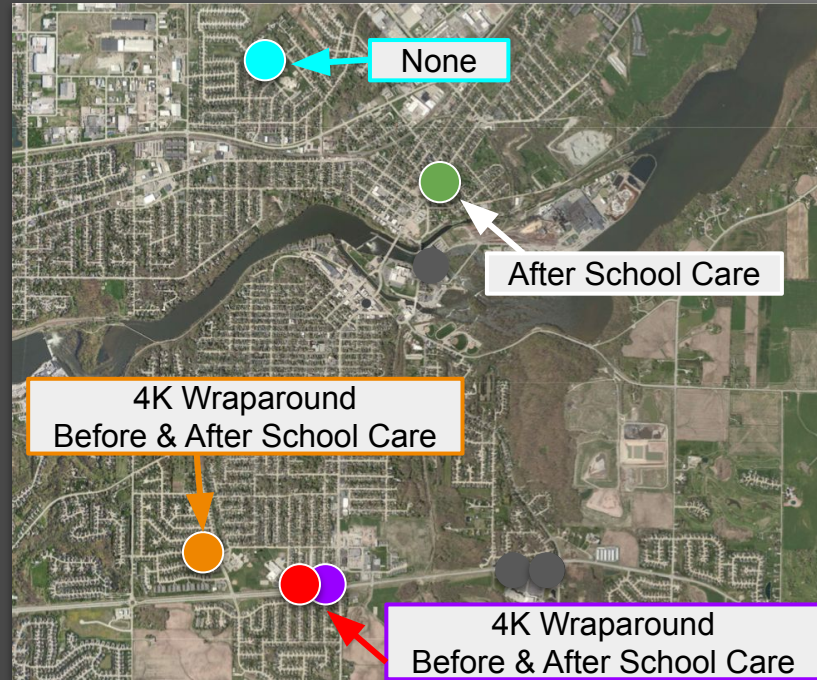 None
After School Care
4K Wraparound
Before & After School Care
4K Wraparound
Before & After School Care